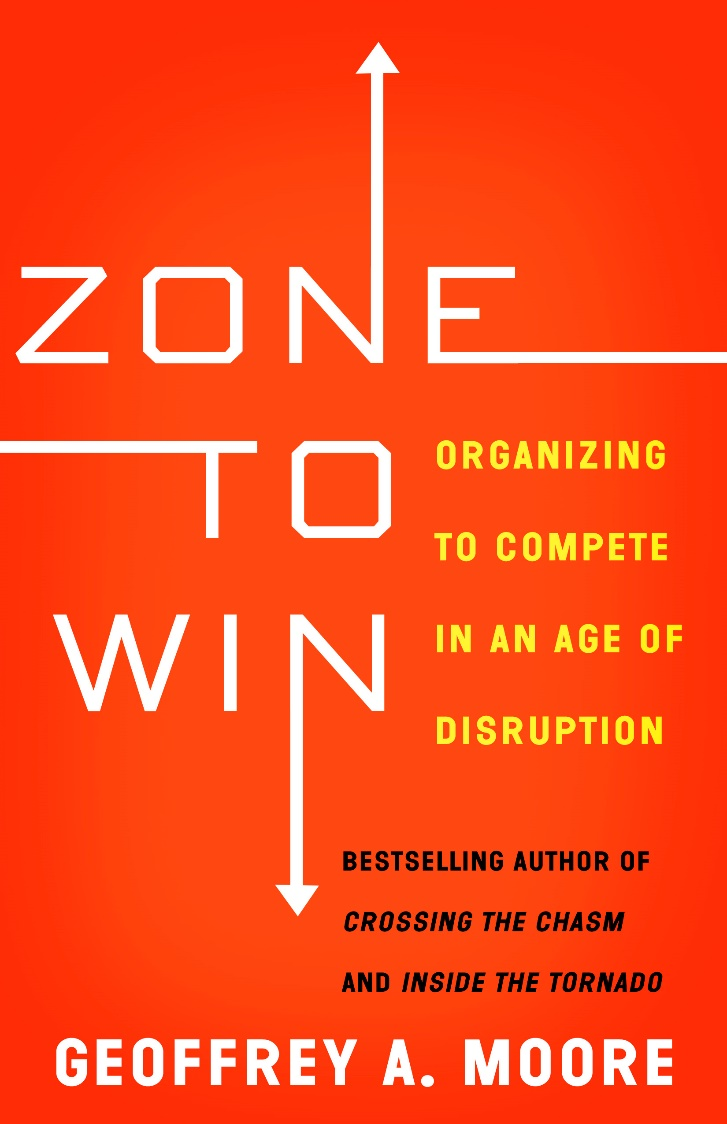 ZONE
TO
WIN
ORGANIZING
TO COMPETE
IN AN AGE OF
DISRUPTION
BESTSELLING AUTHOR OF
CROSSING THE CHASM
AND INSIDE THE TORNADO
GEOFFREY A. MOORE